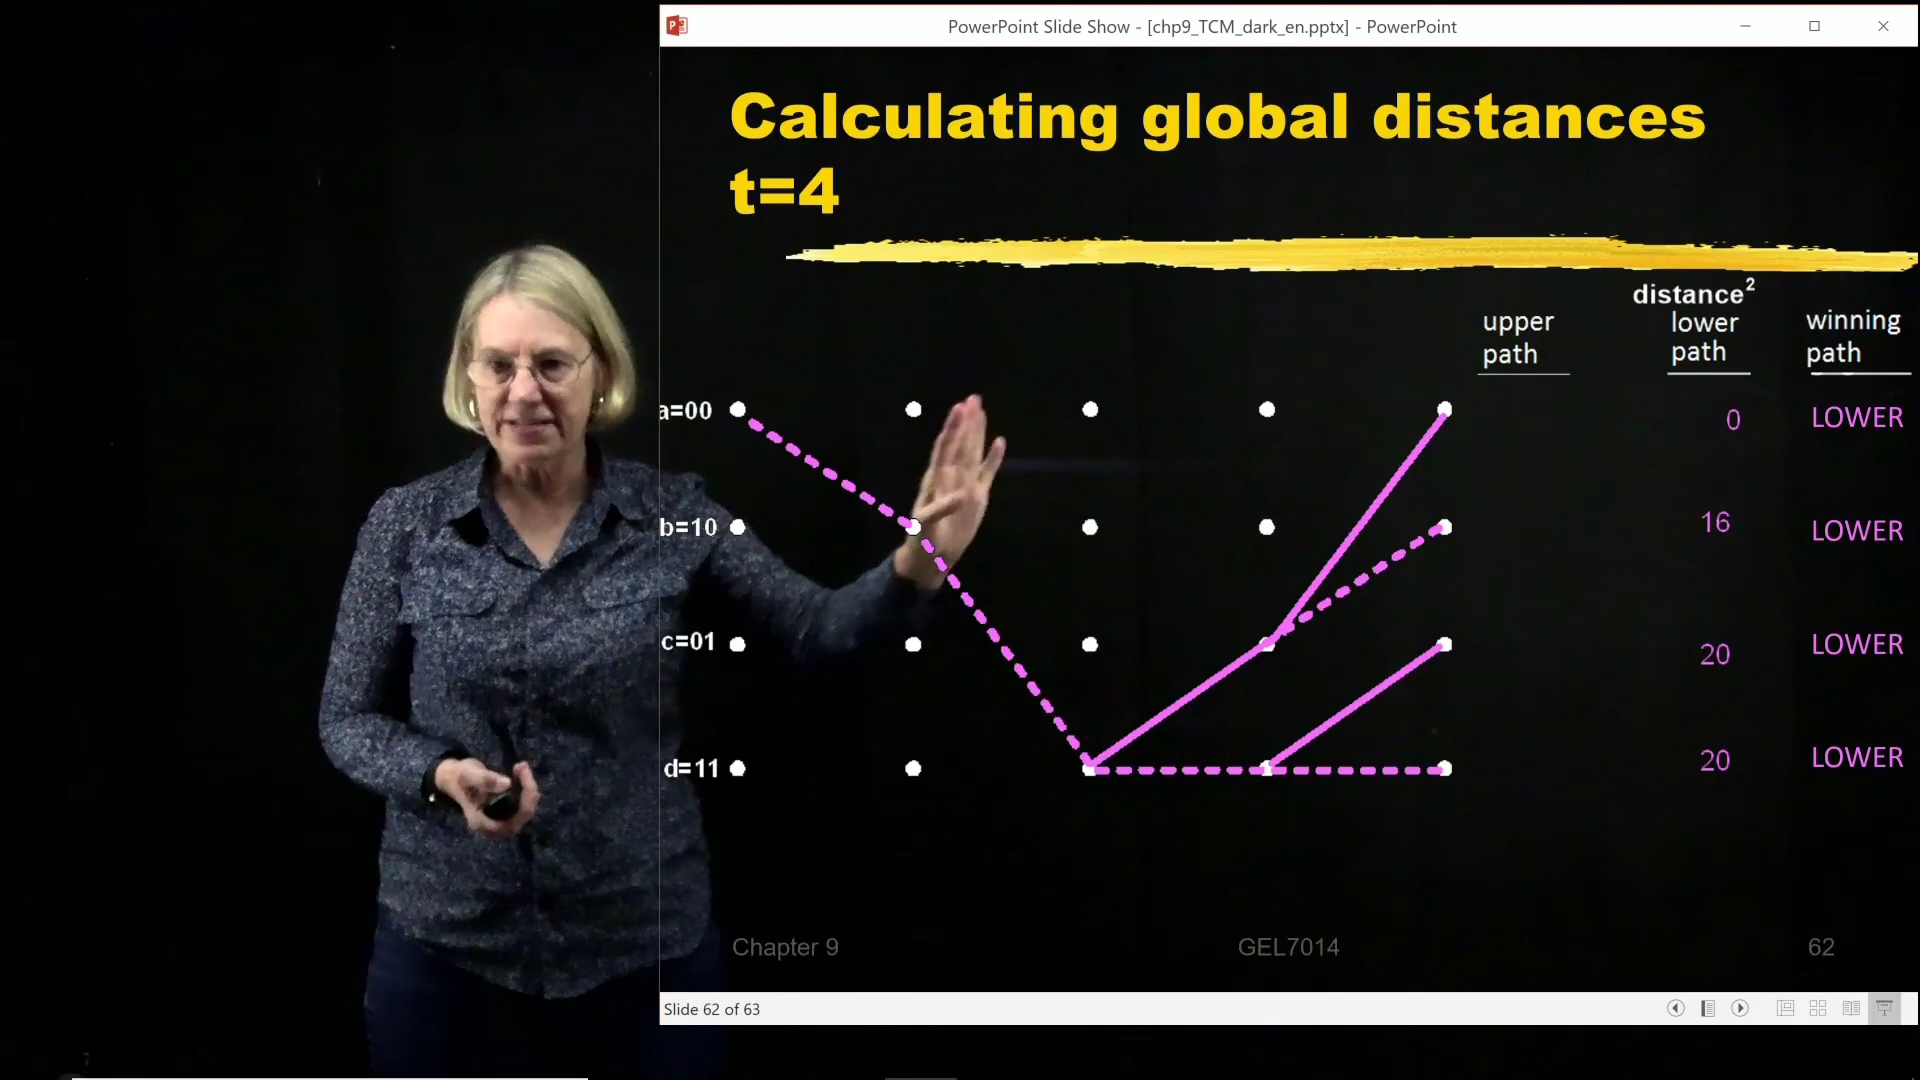 PowerPoint Slide Show - [chp9_TCM_dark_en.pptx] - PowerPoint
Calculating global distances
t=4
distance²
upper path
lower path
winning path
a=00
0
LOWER
b=10
16
LOWER
c=01
20
LOWER
d=11
20
LOWER
Chapter 9
GEL7014
62
Slide 62 of 63